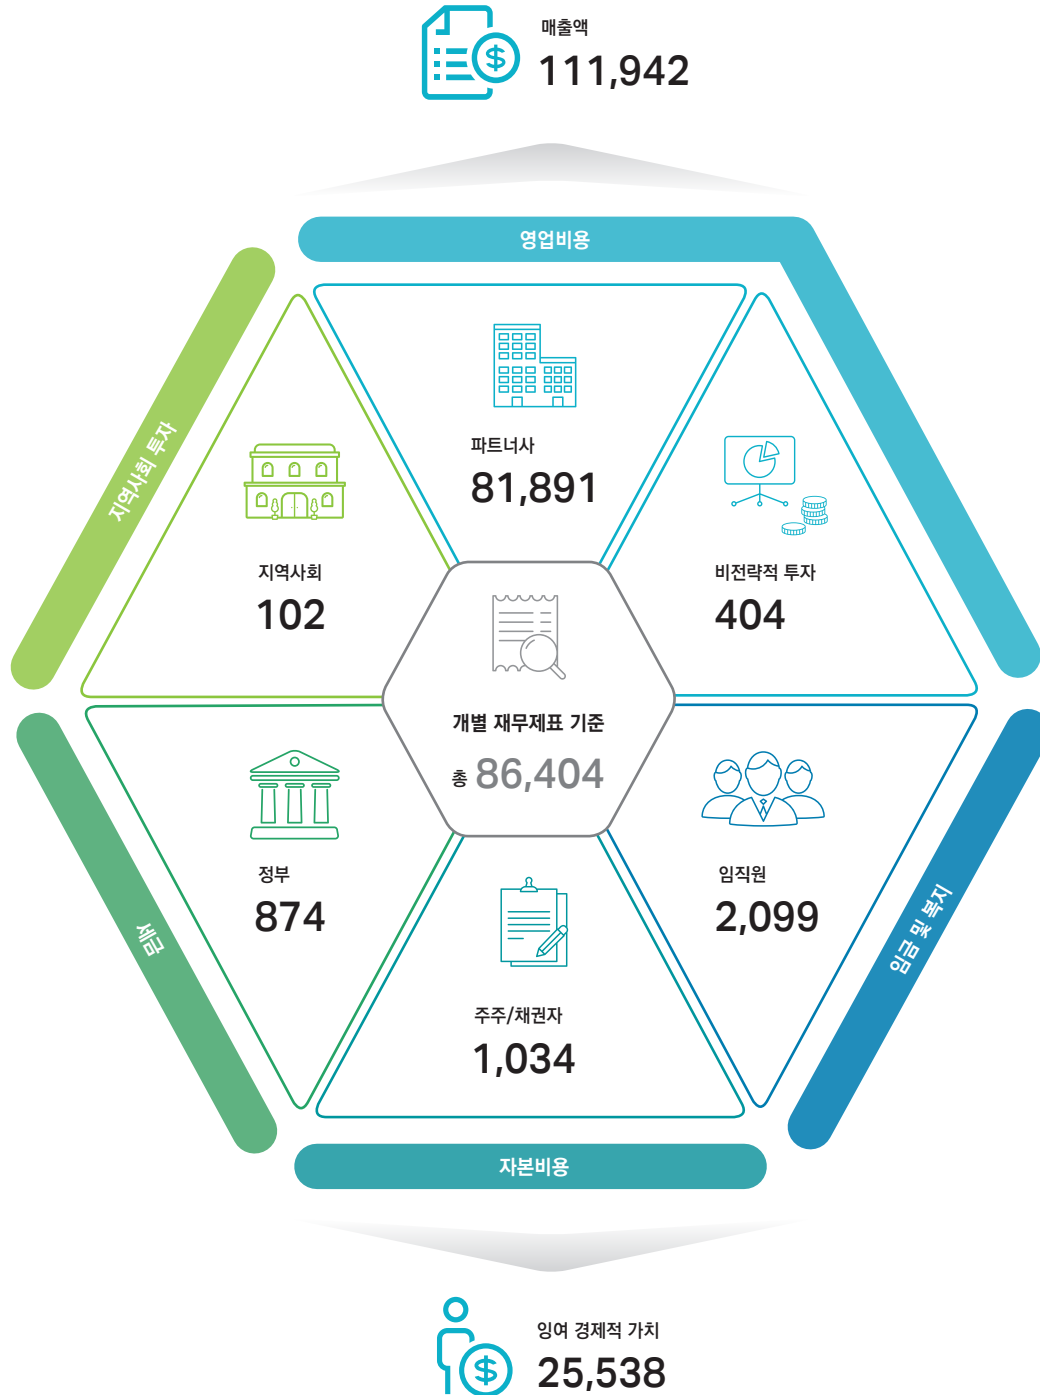 매출액
111,942
영업비용
파트너사
81,891
지역사회 투자
지역사회
102
비전략적 투자
404
개별 재무제표 기준
총 86,404
정부
874
세금
임직원
2,099
임금 및 복지
주주/채권자
1,034
자본비용
잉여 경제적 가치
25,538